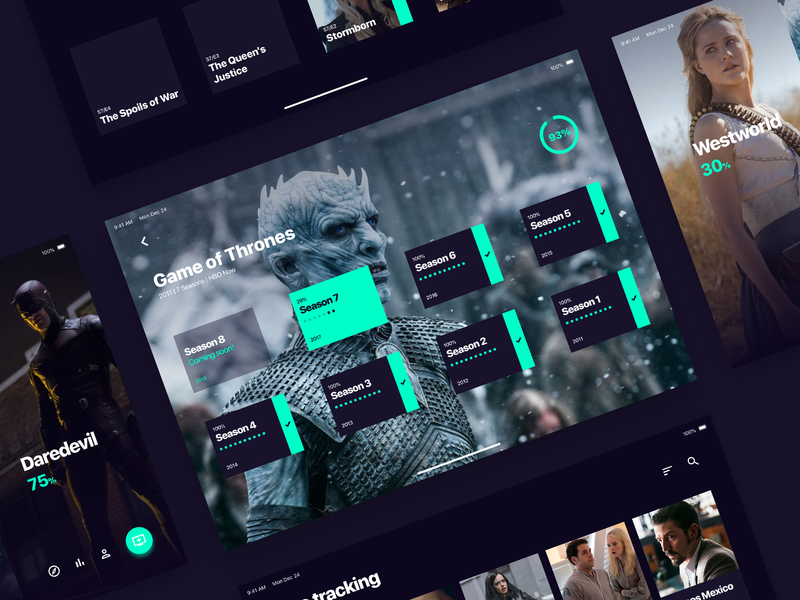 S7/E4
The Spoils of War
S7/E3
The Queen's
Justice
S7/E2
Stormborn
9:41 AM Mon Dec 24
100%
Game of Thrones
2011 | 7 Seasons | HBO Now
93%
Season 8
Coming soon!
2019
29%
Season 7
2017
100%
Season 6
2016
100%
Season 5
2015
100%
Season 4
2014
100%
Season 3
2013
100%
Season 2
2012
100%
Season 1
2011
9:41 AM Mon Dec 24
Westworld
30%
100%
Daredevil
75%
9:41 AM Mon Dec 24
100%
tracking
Mexico